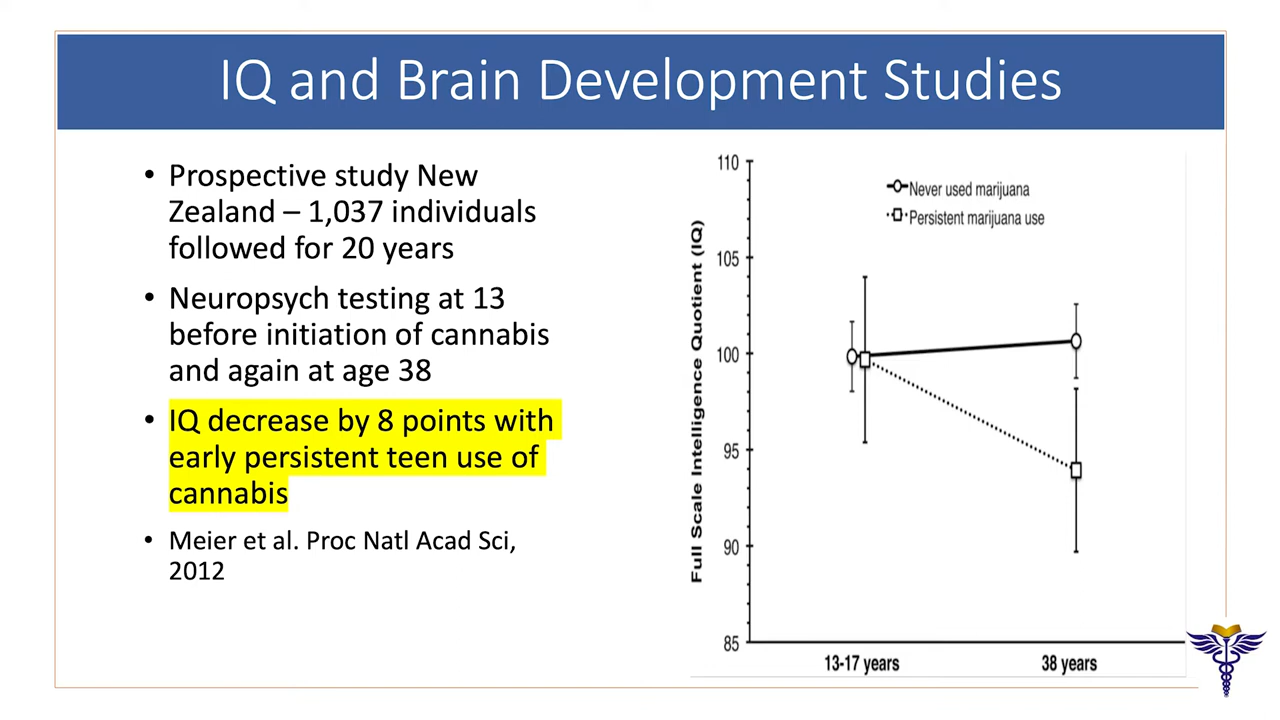 IQ and Brain Development Studies
• Prospective study New
Zealand – 1,037 individuals
followed for 20 years
• Neuropsych testing at 13
before initiation of cannabis
and again at age 38
• IQ decrease by 8 points with
early persistent teen use of
cannabis
• Meier et al. Proc Natl Acad Sci,
2012
Full Scale Intelligence Quotient (IQ)
110
105
100
95
90
85
Never used marijuana
Persistent marijuana use
13-17 years
38 years